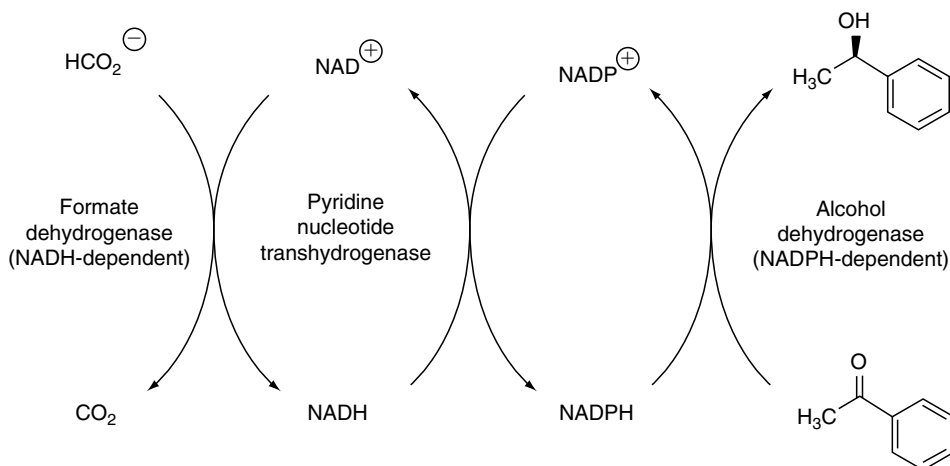 OH
HCO₂⊖
NAD⊕
NADP⊕
H₃C
Formate
dehydrogenase
(NADH-dependent)
Pyridine
nucleotide
transhydrogenase
Alcohol
dehydrogenase
(NADPH-dependent)
O
CO₂
NADH
NADPH
H₃C